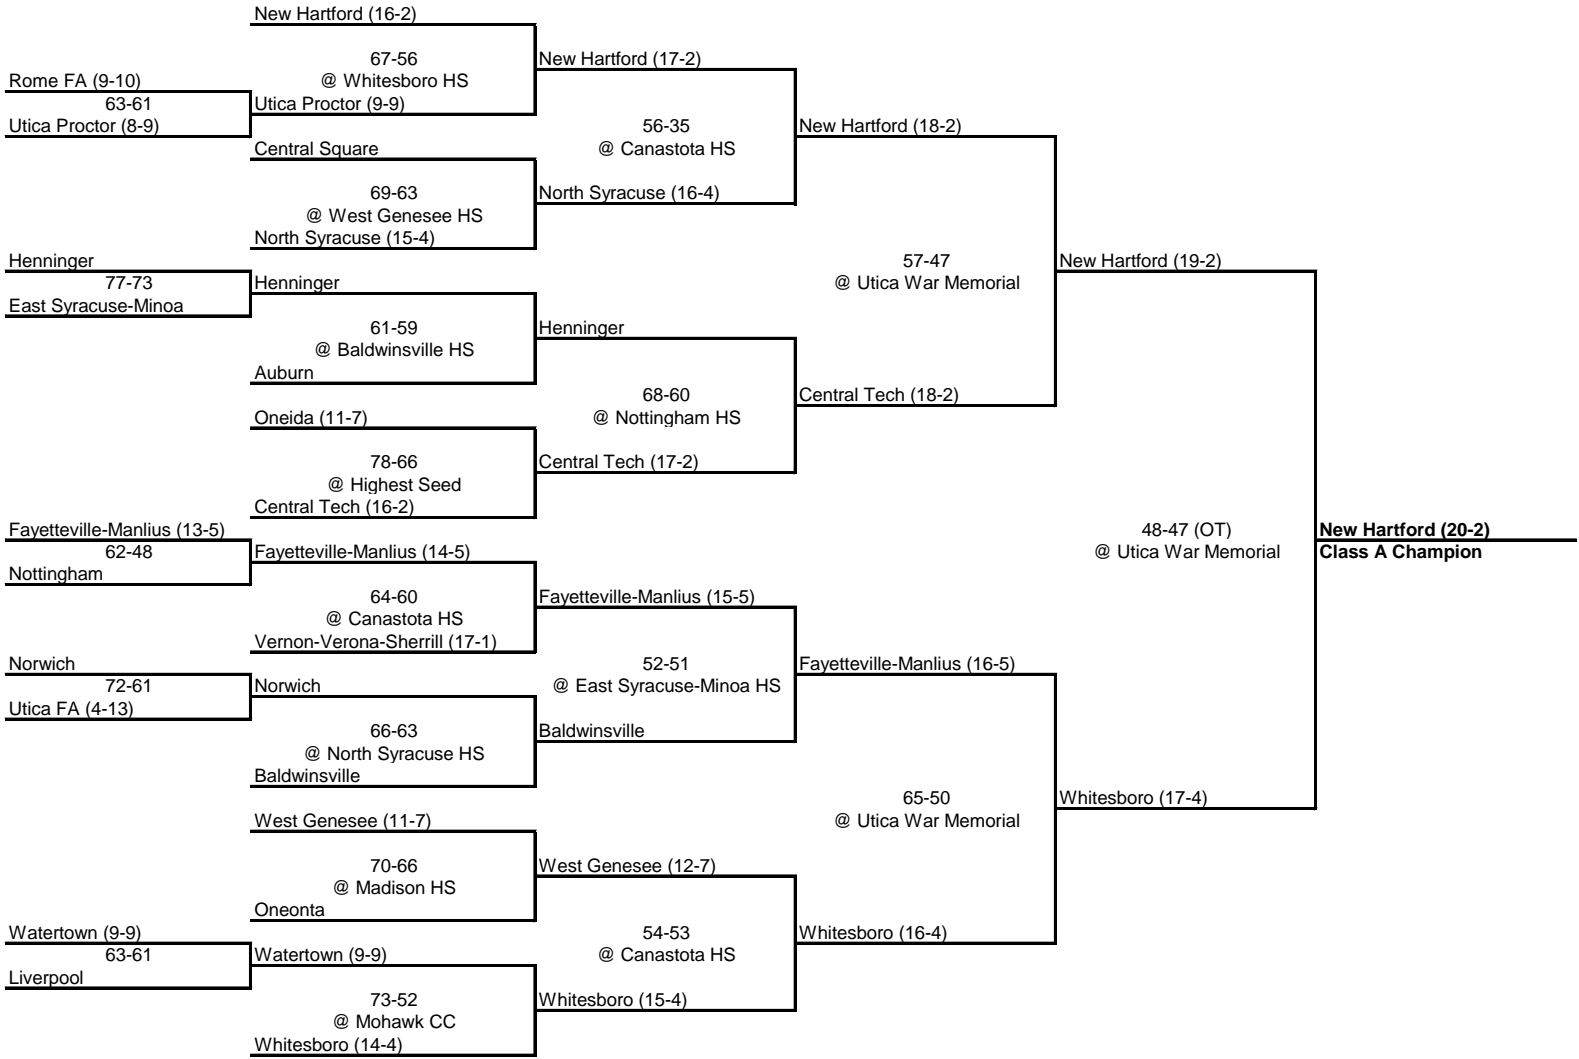 New Hartford (16-2)
67-56
@ Whitesboro HS
New Hartford (17-2)
Rome FA (9-10)
63-61
Utica Proctor (9-9)
Utica Proctor (8-9)
56-35
@ Canastota HS
New Hartford (18-2)
Central Square
69-63
@ West Genesee HS
North Syracuse (16-4)
North Syracuse (15-4)
Henninger
77-73
East Syracuse-Minoa
Henninger
57-47
@ Utica War Memorial
New Hartford (19-2)
61-59
@ Baldwinsville HS
Henninger
Auburn
68-60
@ Nottingham HS
Central Tech (18-2)
Oneida (11-7)
78-66
@ Highest Seed
Central Tech (17-2)
Central Tech (16-2)
Fayetteville-Manlius (13-5)
62-48
Nottingham
Fayetteville-Manlius (14-5)
48-47 (OT)
@ Utica War Memorial
New Hartford (20-2)
Class A Champion
64-60
@ Canastota HS
Fayetteville-Manlius (15-5)
Vernon-Verona-Sherrill (17-1)
Norwich
72-61
Utica FA (4-13)
Norwich
52-51
@ East Syracuse-Minoa HS
Fayetteville-Manlius (16-5)
66-63
@ North Syracuse HS
Baldwinsville
Baldwinsville
65-50
@ Utica War Memorial
Whitesboro (17-4)
West Genesee (11-7)
70-66
@ Madison HS
West Genesee (12-7)
Oneonta
Watertown (9-9)
63-61
Liverpool
Watertown (9-9)
54-53
@ Canastota HS
Whitesboro (16-4)
73-52
@ Mohawk CC
Whitesboro (15-4)
Whitesboro (14-4)